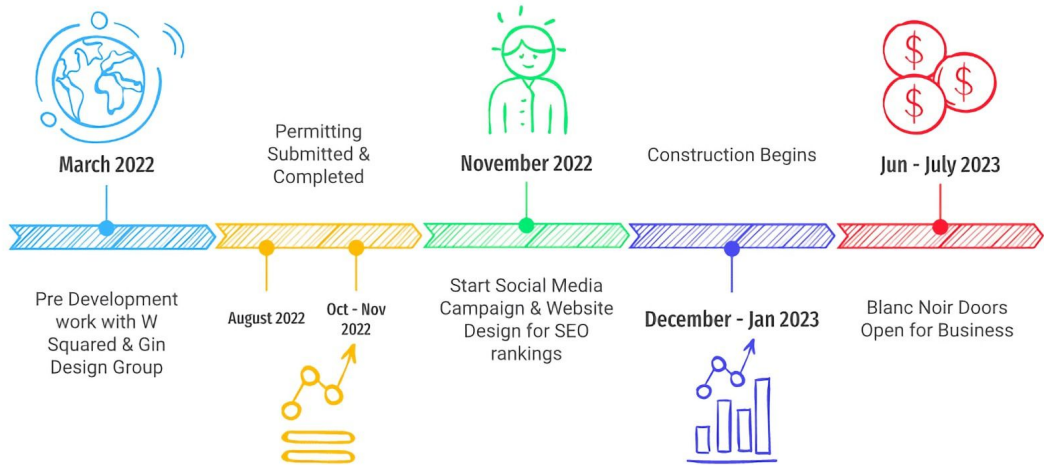 March 2022
Pre Development
work with W
Squared & Gin
Design Group
Permitting
Submitted &
Completed
August 2022
Oct - Nov
2022
November 2022
Start Social Media
Campaign & Website
Design for SEO
rankings
Construction Begins
December - Jan 2023
$
$
$
Jun - July 2023
Blanc Noir Doors
Open for Business